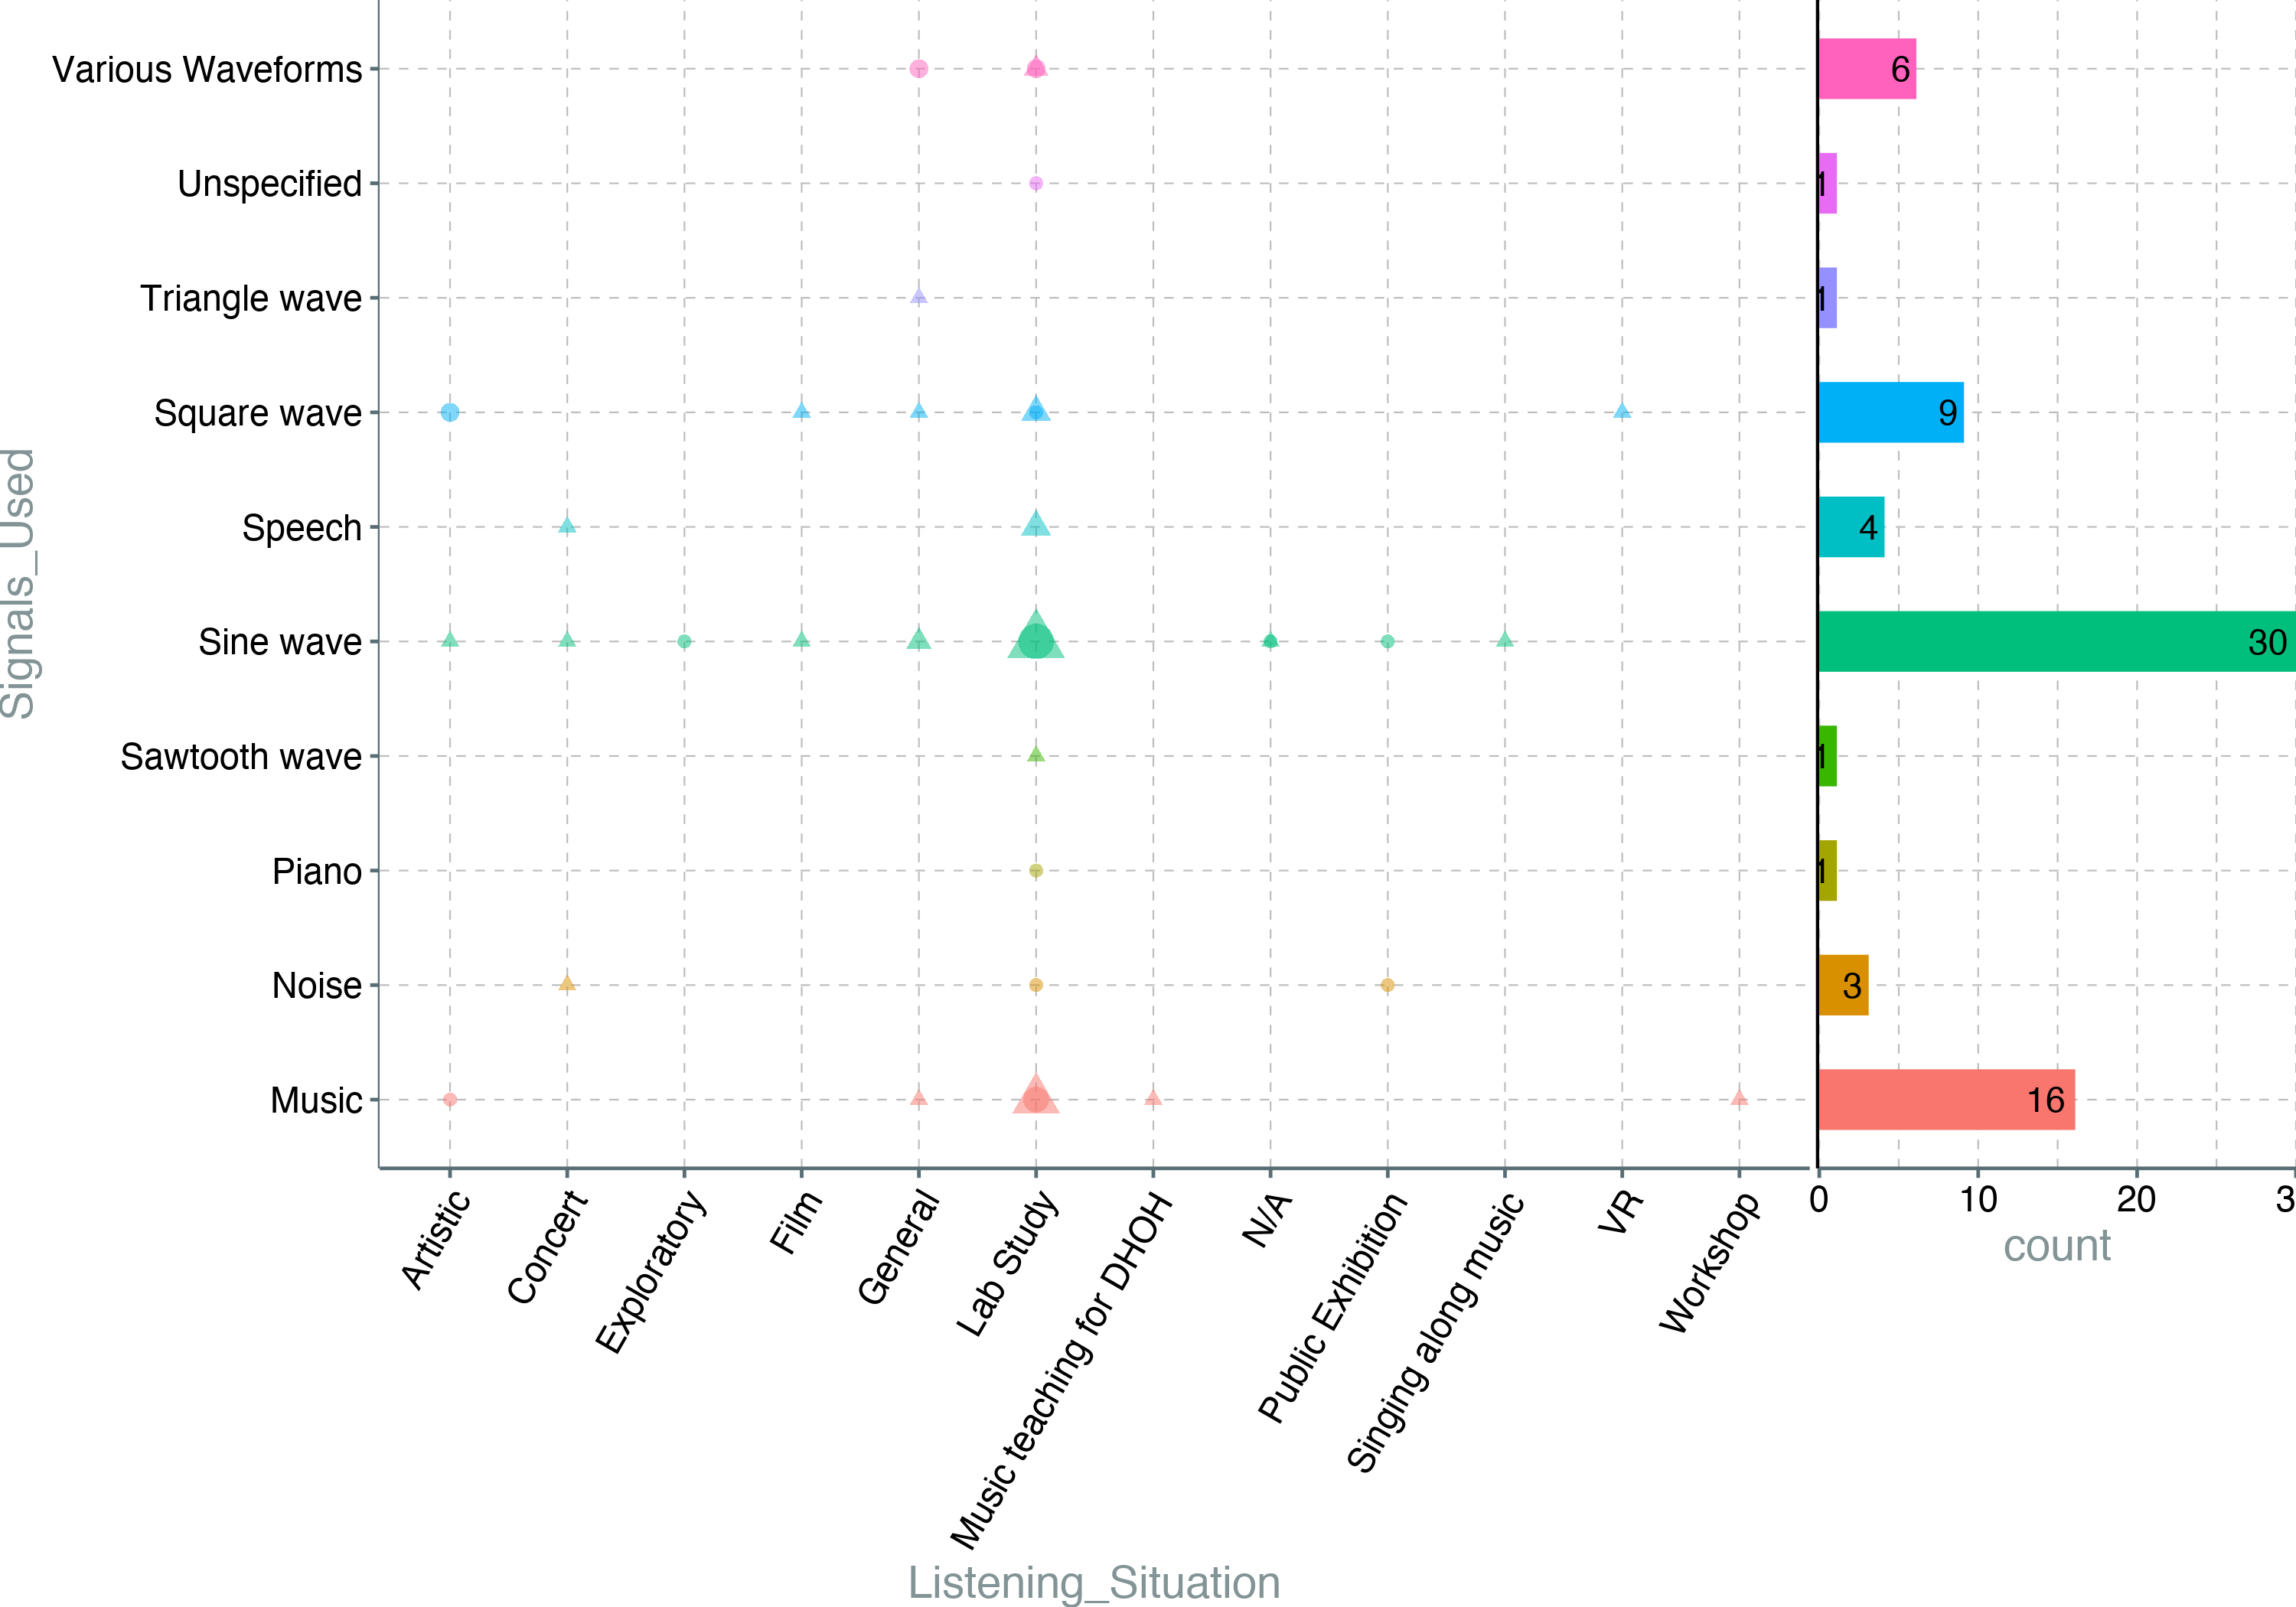 Various Waveforms
6
Unspecified
1
Triangle wave
1
Square wave
9
Speech
4
Sine wave
30
Sawtooth wave
1
Piano
1
Noise
3
Music
16
Signals_Used
Artistic
Concert
Exploratory
Film
General
Lab Study
Music teaching for DHOH
N/A
Public Exhibition
Singing along music
VR
Workshop
0 10 20 3
count
Listening_Situation